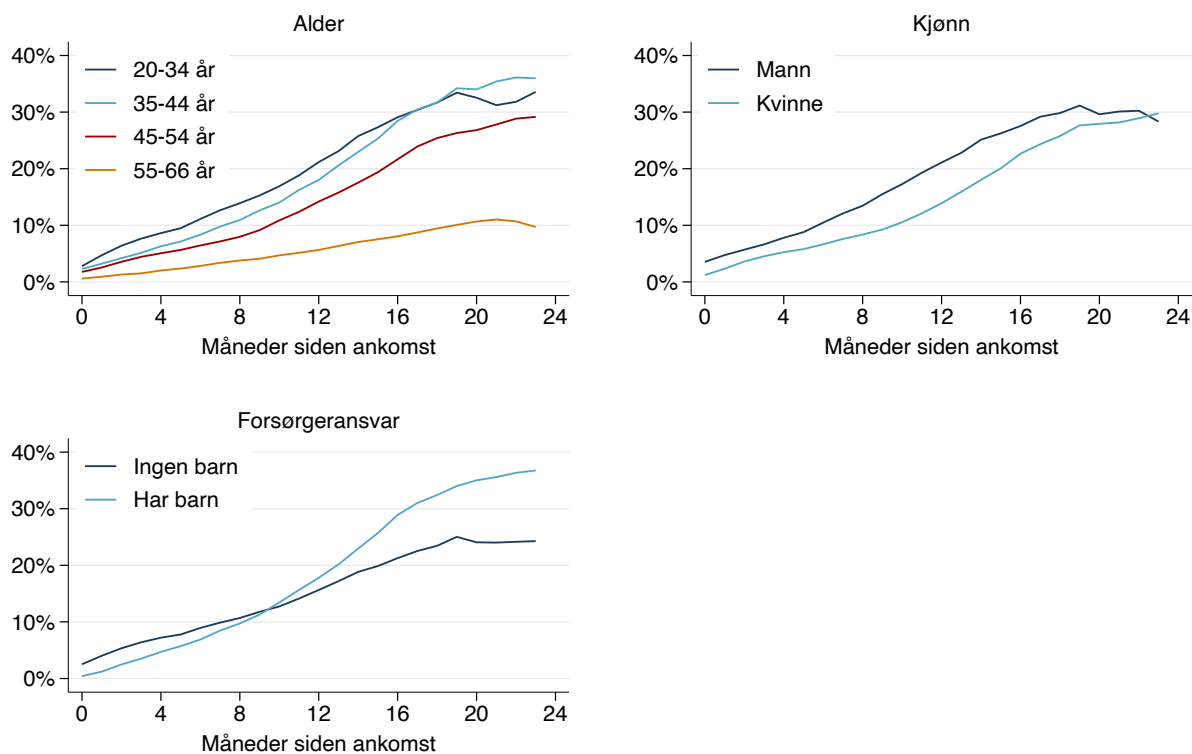 Alder
40%
30%
20%
10%
0%
20-34 år
35-44 år
45-54 år
55-66 år
0 4 8 12 16 20 24
Måneder siden ankomst
Kjønn
40%
30%
20%
10%
0%
Mann
Kvinne
0 4 8 12 16 20 24
Måneder siden ankomst
Forsørgeransvar
40%
30%
20%
10%
0%
Ingen barn
Har barn
0 4 8 12 16 20 24
Måneder siden ankomst